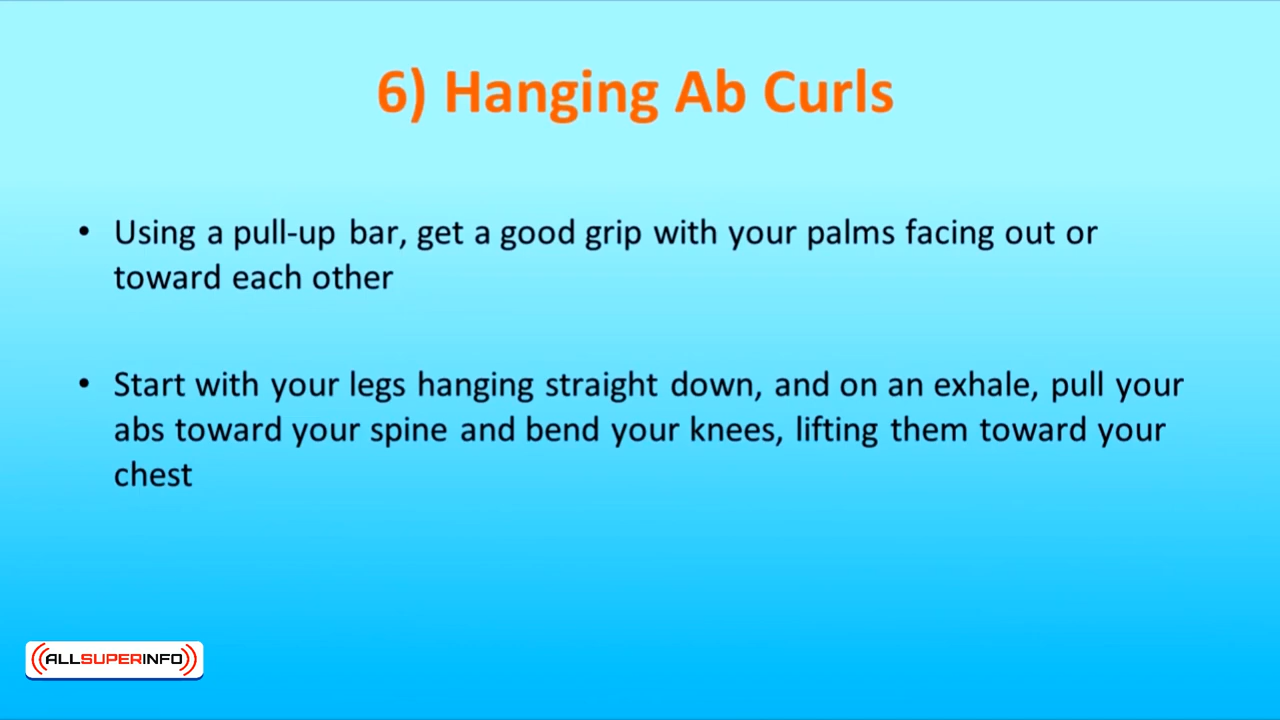 6) Hanging Ab Curls
• Using a pull-up bar, get a good grip with your palms facing out or
toward each other
• Start with your legs hanging straight down, and on an exhale, pull your
abs toward your spine and bend your knees, lifting them toward your
chest
ALLSUPERINFO